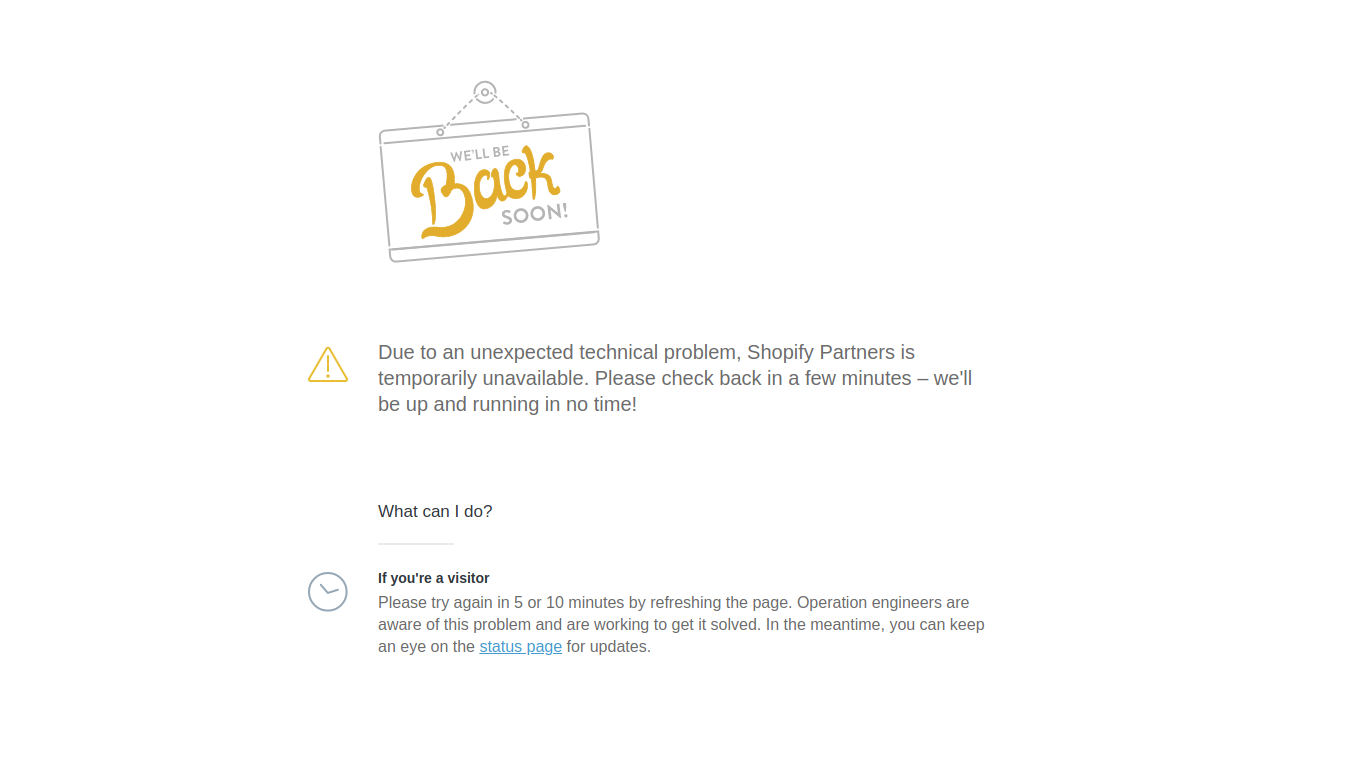 WE'LL BE
Back
SOON!
Due to an unexpected technical problem, Shopify Partners is
temporarily unavailable. Please check back in a few minutes – we'll
be up and running in no time!
What can I do?
If you're a visitor
Please try again in 5 or 10 minutes by refreshing the page. Operation engineers are
aware of this problem and are working to get it solved. In the meantime, you can keep
an eye on the status page for updates.